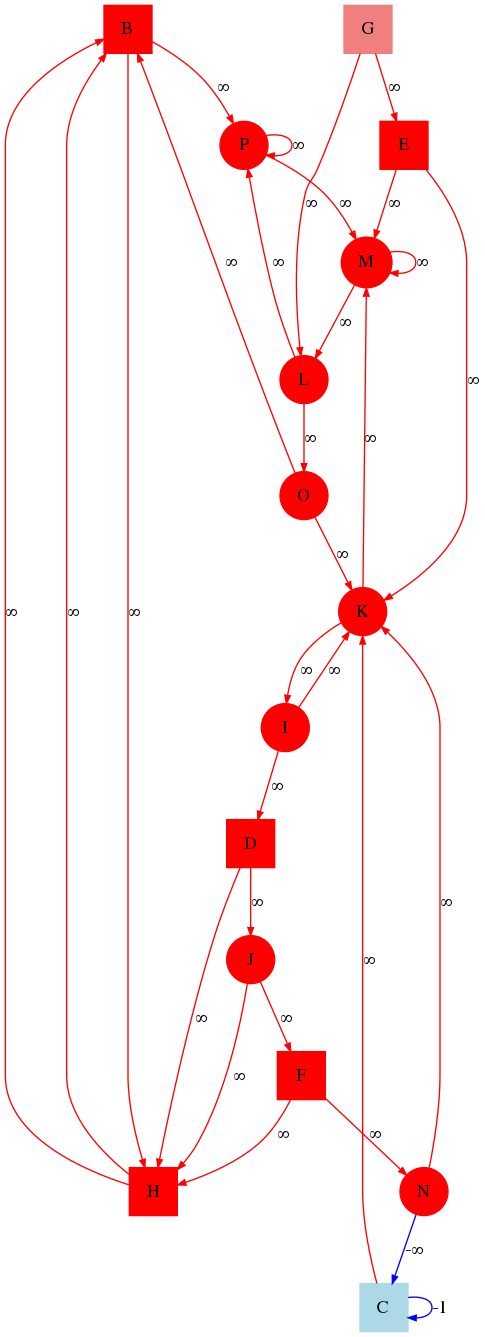 B G
∞ ∞
P ∞ E
∞ ∞ ∞
∞ ∞ M ∞
∞
L ∞
∞ ∞
O
∞
K
∞ ∞ ∞
∞ ∞
I
∞
D
∞ ∞ ∞
J ∞
∞ ∞
∞ F
∞ ∞
H N
-∞
C -1